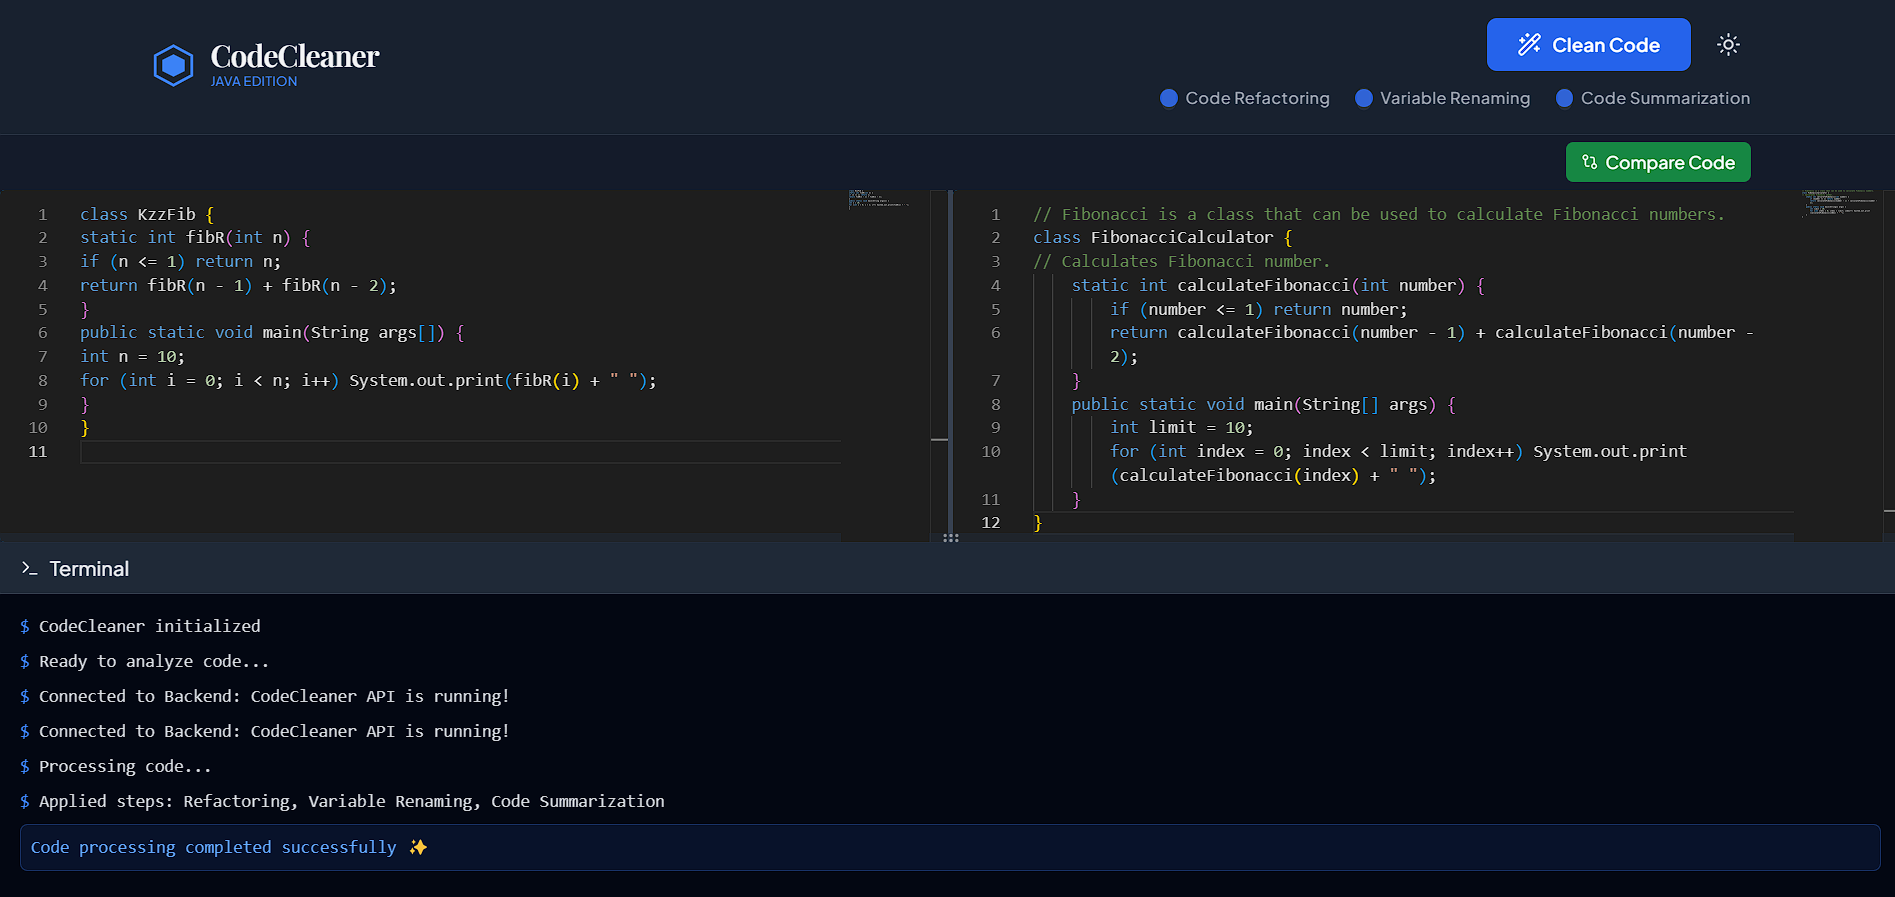 CodeCleaner
JAVA EDITION
Clean Code
Code Refactoring
Variable Renaming
Code Summarization
Compare Code
1 class KzzFib {
2 static int fibR(int n) {
3 if (n <= 1) return n;
4 return fibR(n - 1) + fibR(n - 2);
5 }
6 public static void main(String args[]) {
7 int n = 10;
8 for (int i = 0; i < n; i++) System.out.print(fibR(i) + " ");
9 }
10 }
11
1 // Fibonacci is a class that can be used to calculate Fibonacci numbers.
2 class FibonacciCalculator {
3 // Calculates Fibonacci number.
4 static int calculateFibonacci(int number) {
5 if (number <= 1) return number;
6 return calculateFibonacci(number - 1) + calculateFibonacci(number -
2);
7 }
8 public static void main(String[] args) {
9 int limit = 10;
10 for (int index = 0; index < limit; index++) System.out.print
(calculateFibonacci(index) + " ");
11 }
12 }
>_ Terminal
$ CodeCleaner initialized
$ Ready to analyze code...
$ Connected to Backend: CodeCleaner API is running!
$ Connected to Backend: CodeCleaner API is running!
$ Processing code...
$ Applied steps: Refactoring, Variable Renaming, Code Summarization
Code processing completed successfully ✨